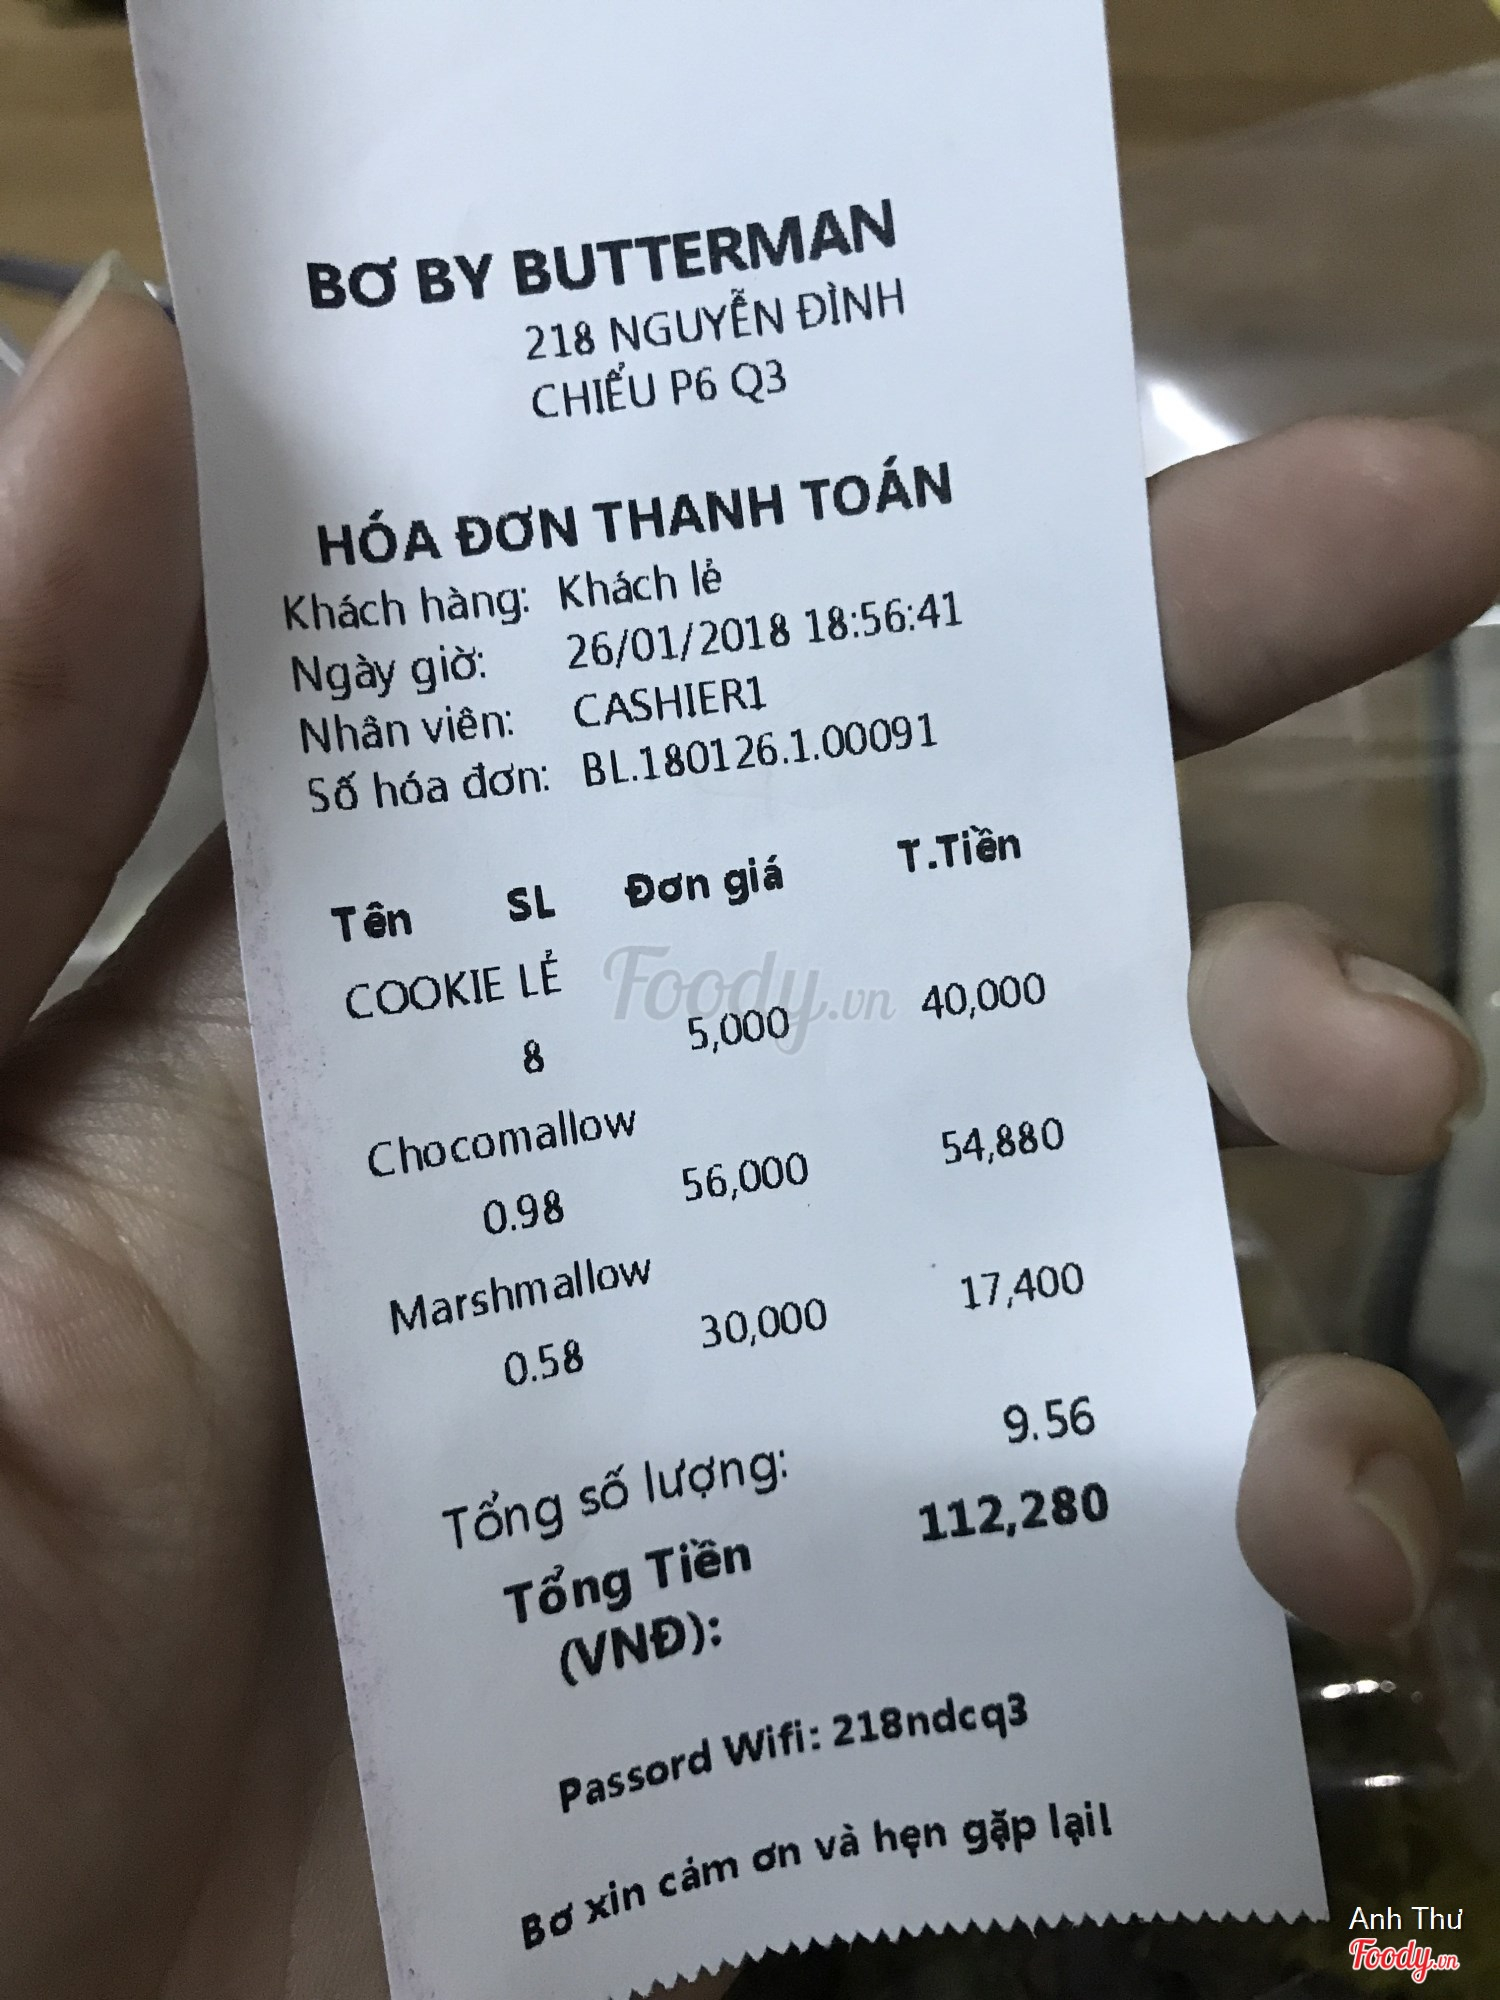 BƠ BY BUTTERMAN
218 NGUYỄN ĐÌNH
CHIỂU P6 Q3
HÓA ĐƠN THANH TOÁN
Khách hàng: Khách lẻ
Ngày giờ: 26/01/2018 18:56:41
Nhân viên: CASHIER1
Số hóa đơn: BL.180126.1.00091
Tên SL Đơn giá T.Tiền
COOKIE LẺ
8 5,000 40,000
Chocomallow
0.98 56,000 54,880
Marshmallow
0.58 30,000 17,400
Tổng số lượng: 9.56
Tổng Tiền 112,280
(VNĐ):
Passord Wifi: 218ndcq3
Bơ xin cảm ơn và hẹn gặp lại!
Foody.vn
Anh Thư
Foody.vn